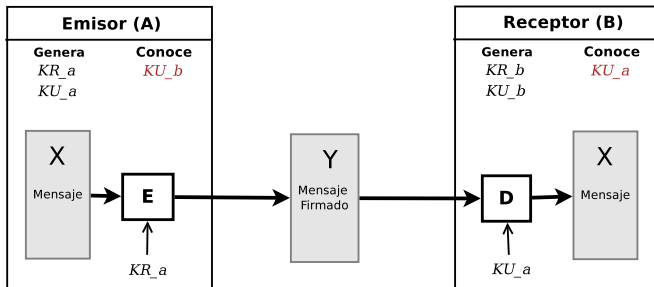 Emisor (A)
Genera
Conoce
KR_a
KU_b
KU_a
X
Mensaje
E
KR_a
Y
Mensaje
Firmado
Receptor (B)
Genera
Conoce
KR_b
KU_a
KU_b
D
KU_a
X
Mensaje